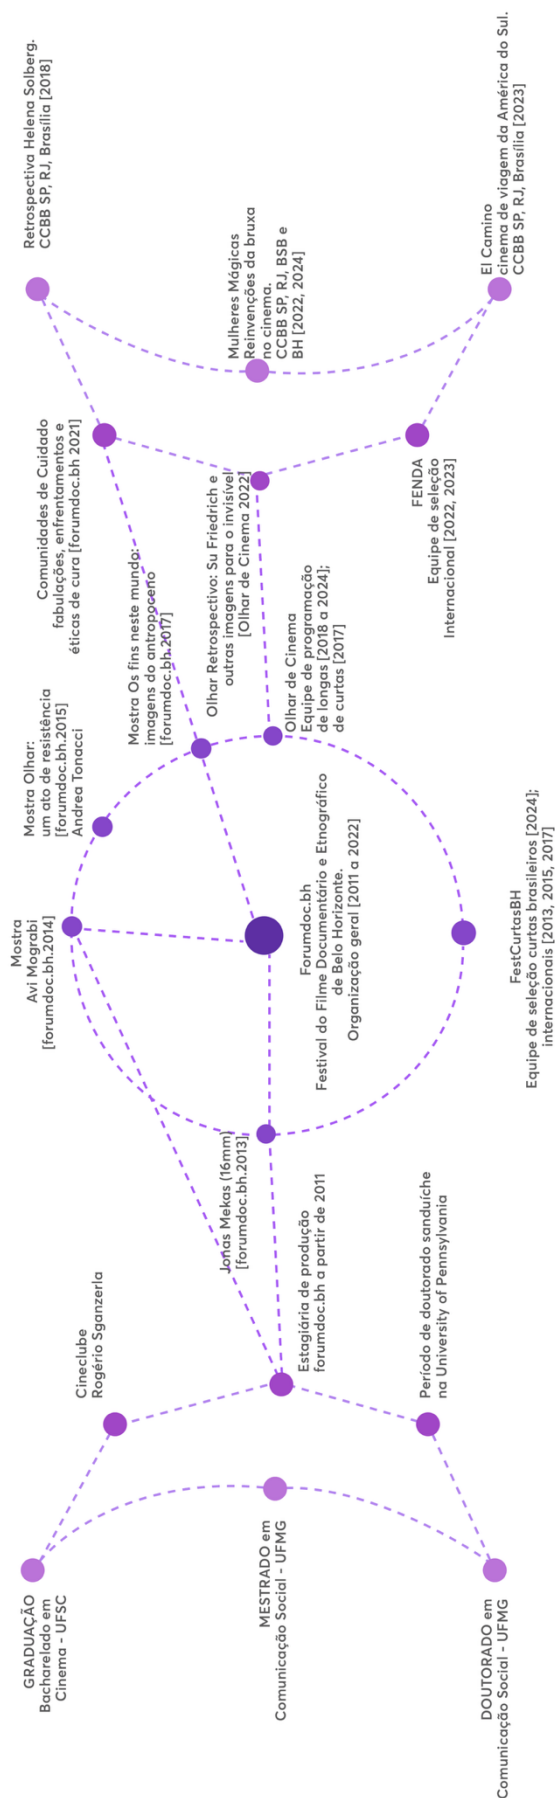 GRADUAÇÃO
Bacharelado em
Cinema - UFSC
MESTRADO em
Comunicação Social - UFMG
DOUTORADO em
Comunicação Social - UFMG
Cineclube
Rogério Sganzerla
Estagiária de produção
forumdoc.bh a partir de 2011
Período de doutorado sanduíche
na University of Pennsylvania
Jonas Mekas (16mm)
[forumdoc.bh.2013]
Mostra
Avi Mograbi
[forumdoc.bh.2014]
Mostra Olhar:
um ato de resistência
[forumdoc.bh.2015]
Andrea Tonacci
Mostra Os fins neste mundo:
imagens do antropoceno
[forumdoc.bh.2017]
Forumdoc.bh
Festival do Filme Documentário e Etnográfico
de Belo Horizonte.
Organização geral [2011 a 2022]
FestCurtasBH
Equipe de seleção curtas brasileiros [2024];
internacionais [2013, 2015, 2017]
Olhar de Cinema
Equipe de programação
de longas [2018 a 2024];
de curtas [2017]
Comunidades de Cuidado
fabulações, enfrentamentos e
éticas de cura [forumdoc.bh 2021]
Olhar Retrospectivo: Su Friedrich e
outras imagens para o invisível
[Olhar de Cinema 2022]
FENDA
Equipe de seleção
Internacional [2022, 2023]
Retrospectiva Helena Solberg.
CCBB SP, RJ, Brasília [2018]
Mulheres Mágicas
Reinvenções da bruxa
no cinema.
CCBB SP, RJ, BSB e
BH [2022, 2024]
El Camino
cinema de viagem da América do Sul.
CCBB SP, RJ, Brasília [2023]